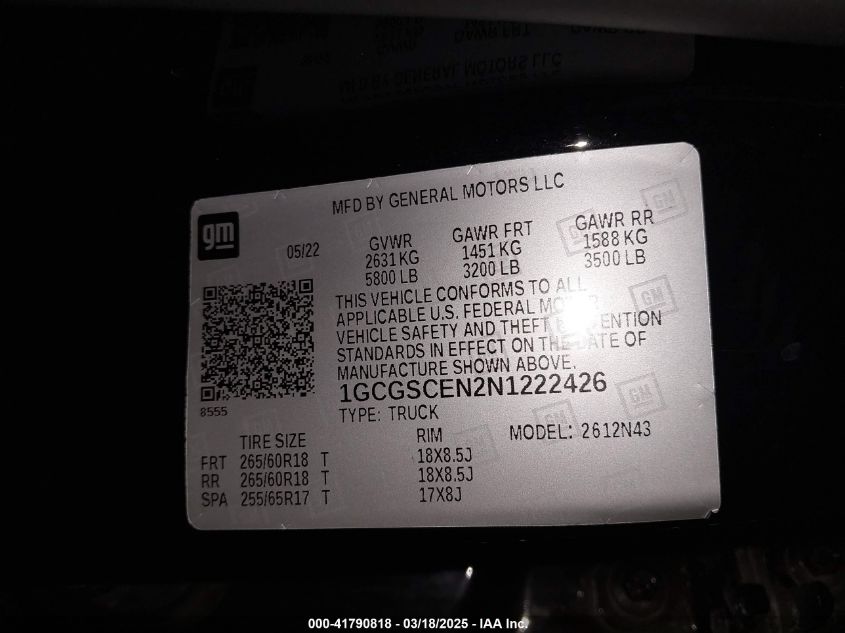 MFD BY GENERAL MOTORS LLC
gm
05/22
GVWR GAWR FRT GAWR RR
2631 KG 1451 KG 1588 KG
5800 LB 3200 LB 3500 LB
THIS VEHICLE CONFORMS TO ALL
APPLICABLE U.S. FEDERAL
VEHICLE SAFETY AND THEFT
STANDARDS IN EFFECT ON THE DATE OF
MANUFACTURE SHOWN ABOVE.
1GCGSCEN2N1222426
8555
TYPE: TRUCK
TIRE SIZE RIM MODEL: 2612N43
FRT 265/60R18 T 18X8.5J
RR 265/60R18 T 18X8.5J
SPA 255/65R17 T 17X8J
000-41790818 - 03/18/2025 - IAA Inc.